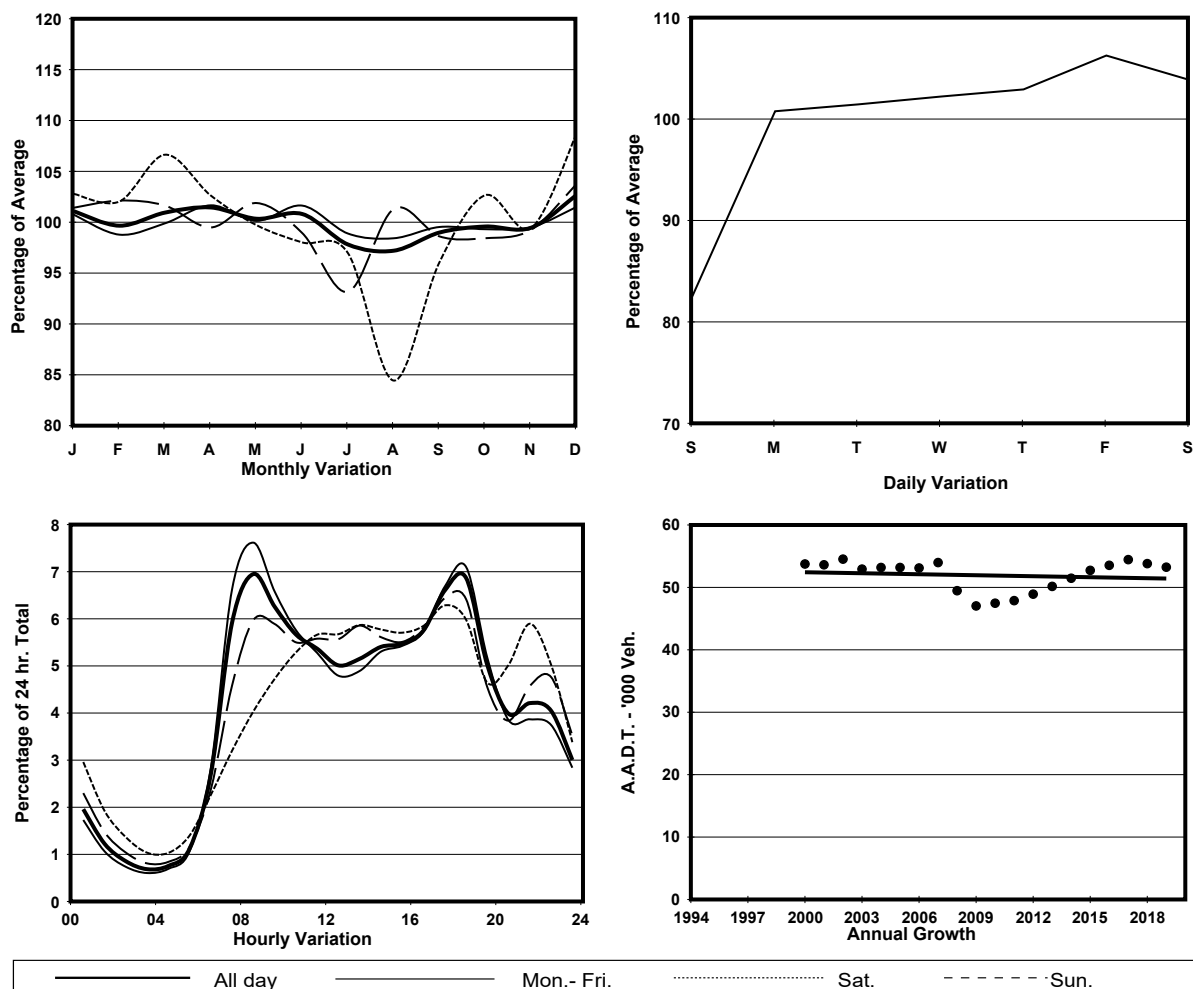 120
115
110
105
100
95
90
85
80
Percentage of Average
J F M A M J J A S O N D
Monthly Variation
110
100
90
80
70
Percentage of Average
S M T W T F S
Daily Variation
8
7
6
5
4
3
2
1
0
Percentage of 24 hr. Total
00 04 08 12 16 20 24
Hourly Variation
60
50
40
30
20
10
0
A.A.D.T. - '000 Veh.
1994 1997 2000 2003 2006 2009 2012 2015 2018
Annual Growth
All day Mon.- Fri. Sat. Sun.